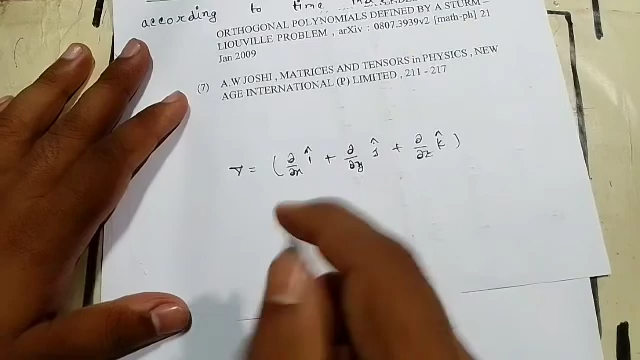 according to time
ORTHOGONAL POLYNOMIALS DEFINED BY A STURM –
LIOUVILLE PROBLEM , arXiv : 0807.3939v2 [math-ph] 21
Jan 2009
(7) A.W JOSHI , MATRICES AND TENSORS in PHYSICS , NEW
AGE INTERNATIONAL (P) LIMITED , 211 - 217
∇ = ( ∂/∂x î + ∂/∂y ĵ + ∂/∂z k̂ )